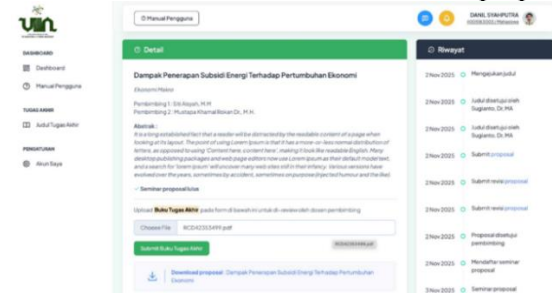 UIN
Manual Pengguna
DANIL SYAHPUTRA
DASHBOARD
Dashboard
Manual Pengguna
TUGAS AKHIR
Judul Tugas Akhir
PENGATURAN
Akun Saya
Detail
Dampak Penerapan Subsidi Energi Terhadap Pertumbuhan Ekonomi
Ekonomi Makro
Pembimbing 1 : Siti Aisyah, M.M
Pembimbing 2 : Mustapa Khamal Rokan Dr., M.H.
Abstrak :
It is a long established fact that a reader will be distracted by the readable content of a page when
looking at its layout. The point of using Lorem Ipsum is that it has a more-or-less normal distribution of
letters, as opposed to using 'Content here, content here', making it look like readable English. Many
desktop publishing packages and web page editors now use Lorem Ipsum as their default model text,
and a search for 'lorem ipsum' will uncover many web sites still in their infancy. Various versions have
evolved over the years, sometimes by accident, sometimes on purpose (injected humour and the like)
Seminar proposal lulus
Upload Buku Tugas Akhir pada form di bawah ini untuk di-review oleh dosen pembimbing
Choose File
Submit Buku Tugas Akhir
Download proposal : Dampak Penerapan Subsidi Energi Terhadap Pertumbuhan
Ekonomi
Riwayat
2 Nov 2025 Mengajukan judul
2 Nov 2025 Judul disetujui oleh
Sugianto, Dr. MA
2 Nov 2025 Judul disetujui oleh
Sugianto, Dr. MA
2 Nov 2025 Submit proposal
2 Nov 2025 Submit revisi proposal
2 Nov 2025 Submit revisi proposal
2 Nov 2025 Proposal disetujui
pembimbing
2 Nov 2025 Mendaftar seminar
proposal
3 Nov 2025 Seminar proposal